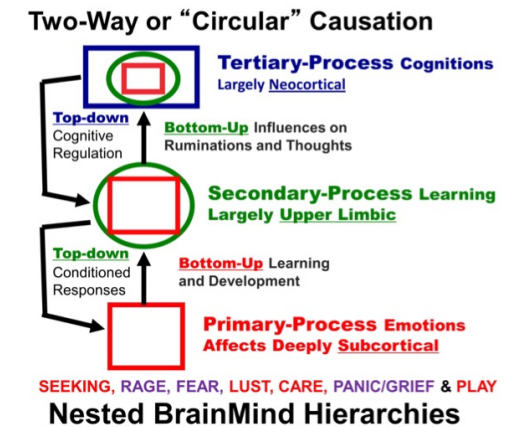 Two-Way or “Circular” Causation
Tertiary-Process Cognitions
Largely Neocortical
Top-down
Cognitive
Regulation
Bottom-Up Influences on
Ruminations and Thoughts
Secondary-Process Learning
Largely Upper Limbic
Top-down
Conditioned
Responses
Bottom-Up Learning
and Development
Primary-Process Emotions
Affects Deeply Subcortical
SEEKING, RAGE, FEAR, LUST, CARE, PANIC/GRIEF & PLAY
Nested BrainMind Hierarchies